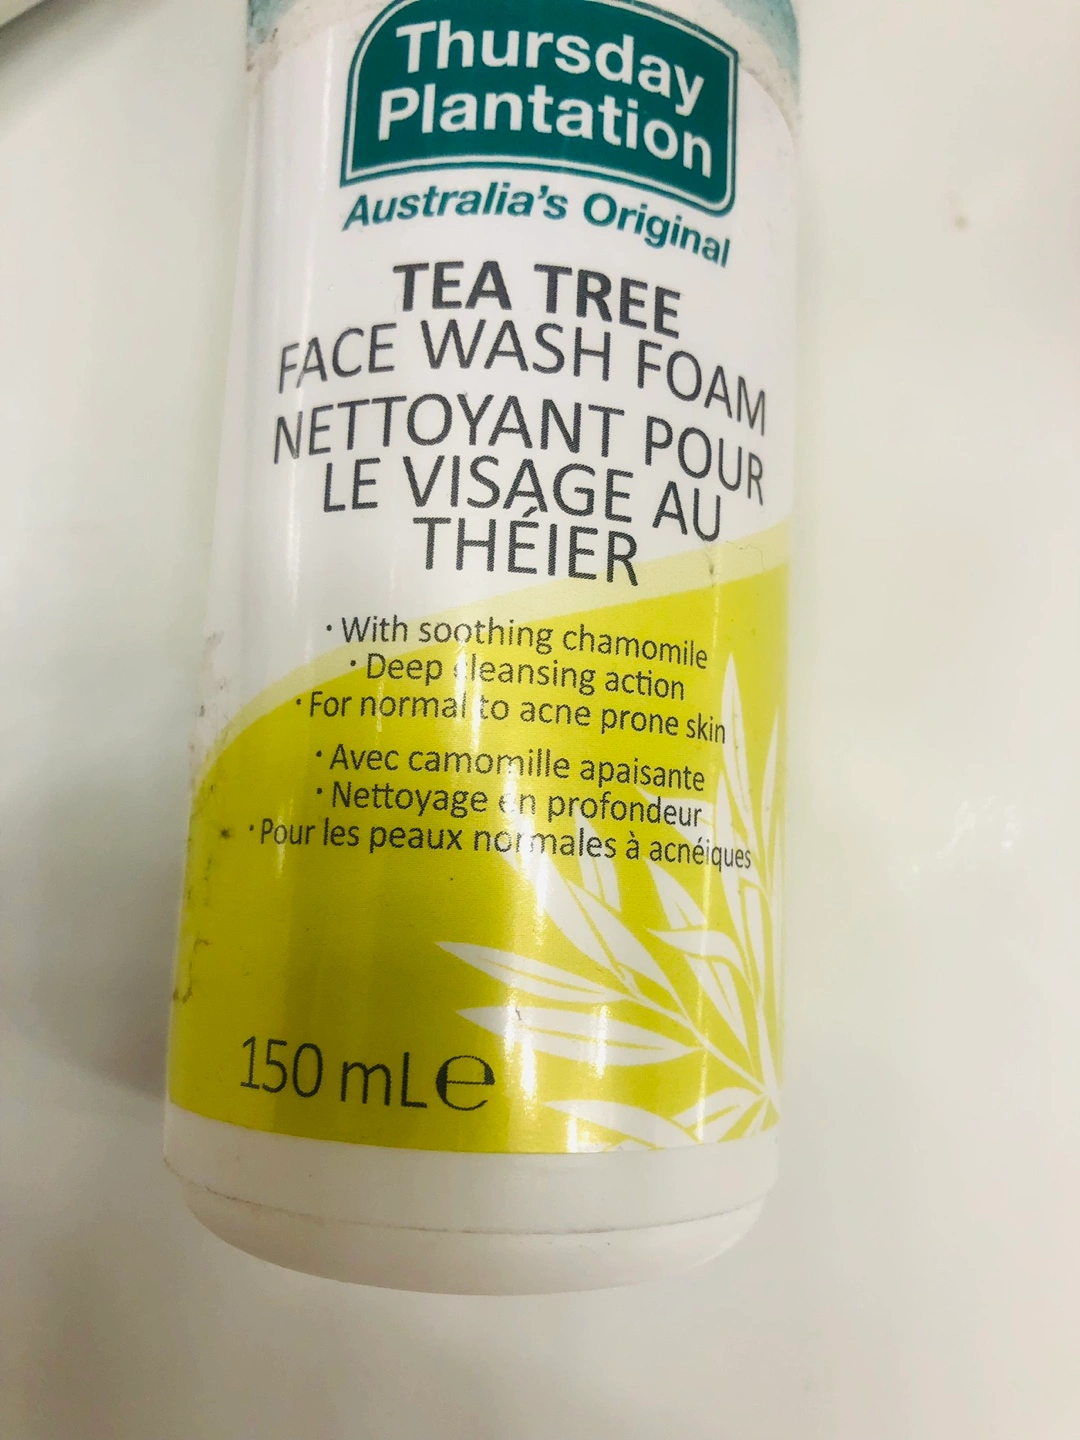 Thursday
Plantation
Australia's Original
TEA TREE
FACE WASH FOAM
NETTOYANT POUR
LE VISAGE AU
THÉIER
· With soothing chamomile
· Deep cleansing action
· For normal to acne prone skin
· Avec camomille apaisante
· Nettoyage en profondeur
· Pour les peaux normales à acnéiques
150 mL℮